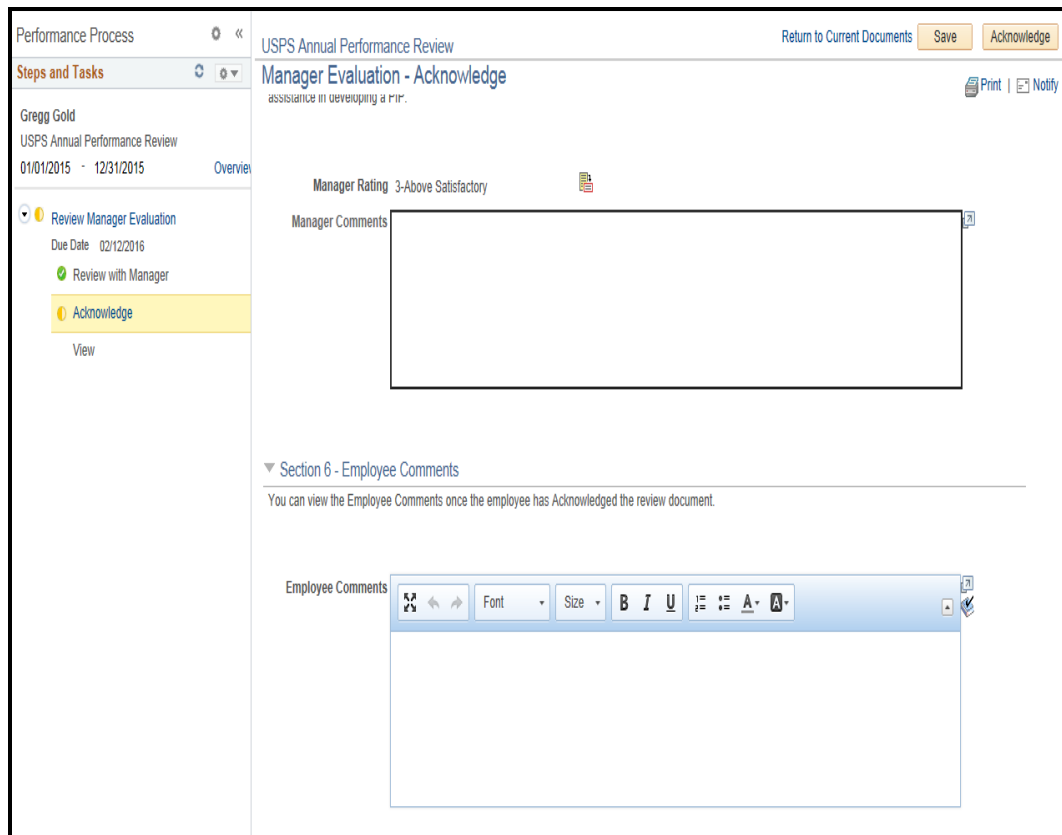 Performance Process
«
Steps and Tasks
Gregg Gold
USPS Annual Performance Review
01/01/2015 - 12/31/2015 Overview
Review Manager Evaluation
Due Date 02/12/2016
Review with Manager
Acknowledge
View
USPS Annual Performance Review
Return to Current Documents Save Acknowledge
Manager Evaluation - Acknowledge
Print | Notify
assistance in developing a PIP.
Manager Rating 3-Above Satisfactory
Manager Comments
Section 6 - Employee Comments
You can view the Employee Comments once the employee has Acknowledged the review document.
Employee Comments
Font Size B I U A A